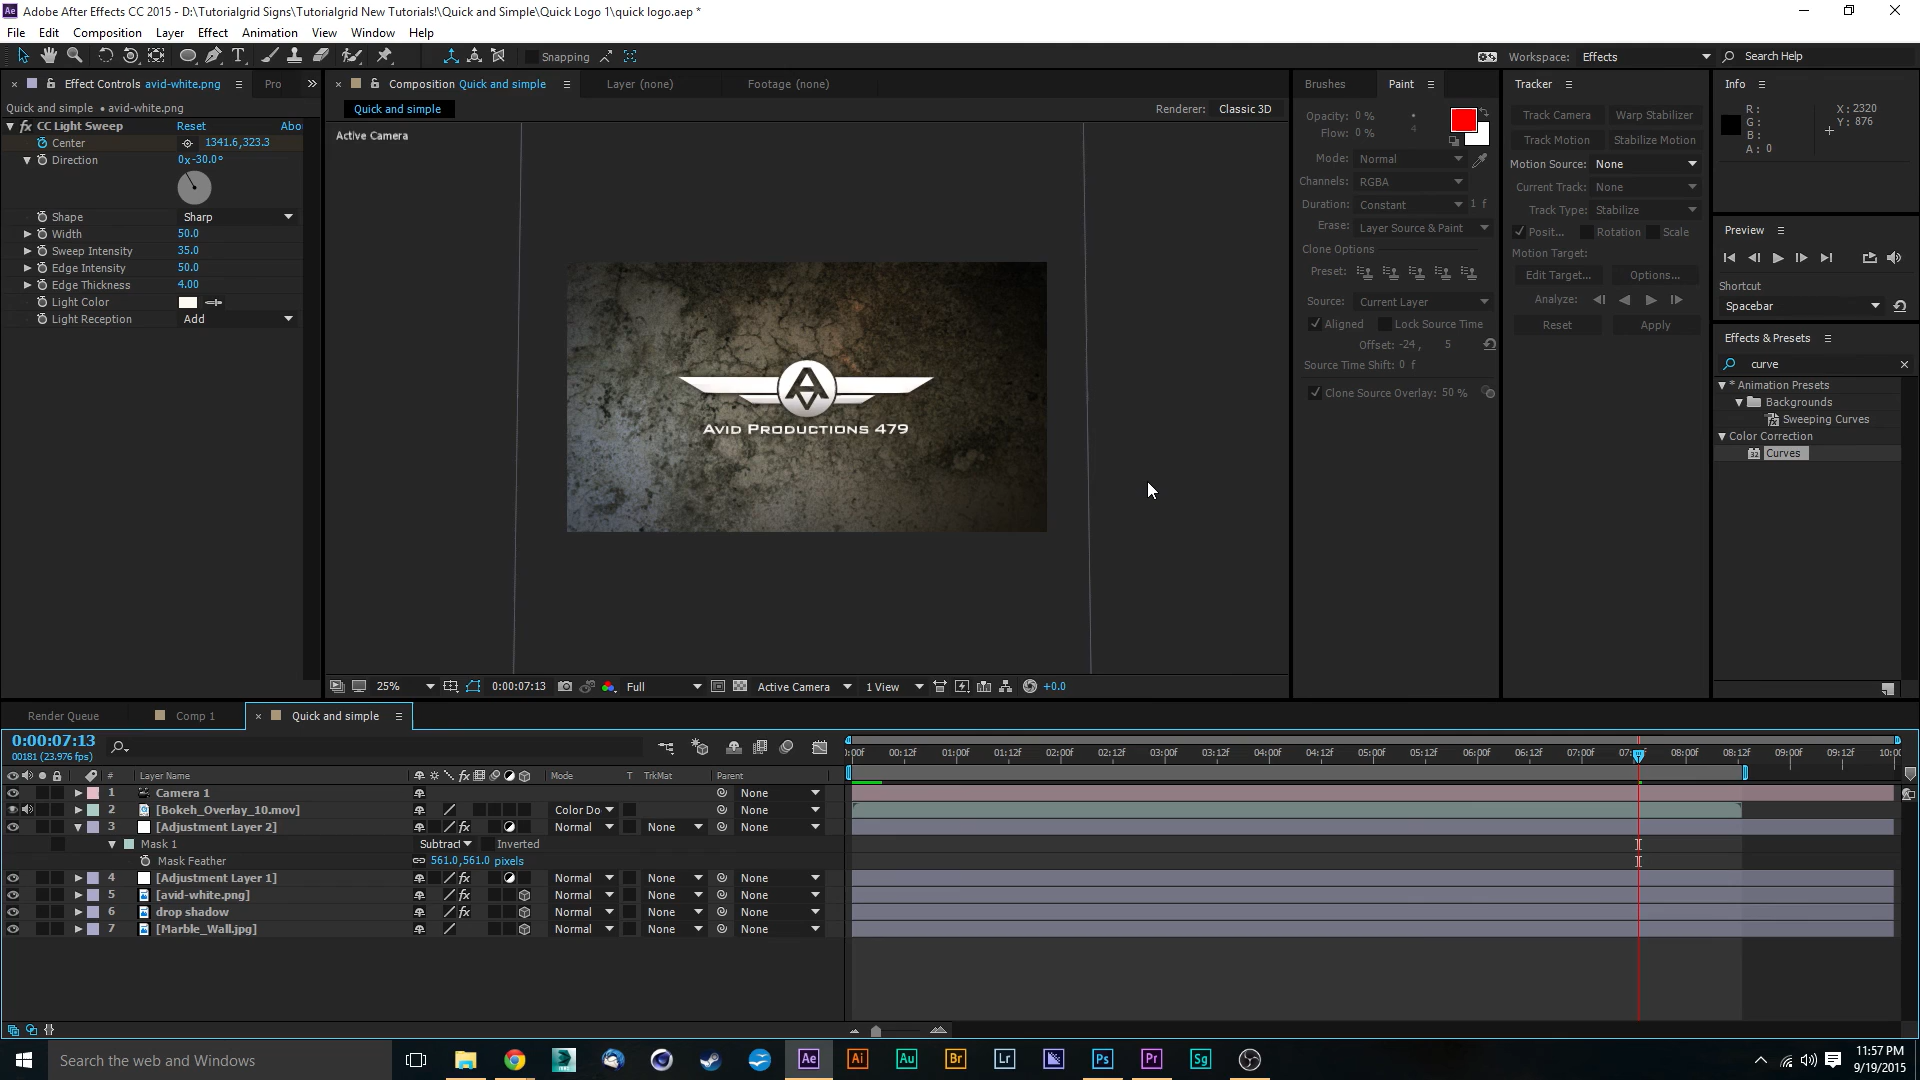 Adobe After Effects CC 2015 - D:\Tutorialgrid Signs\Tutorialgrid New Tutorials!\Quick and Simple\Quick Logo 1\quick logo.aep *
File Edit Composition Layer Effect Animation View Window Help
Snapping
Workspace: Effects
Search Help
Effect Controls avid-white.png
Pro
Quick and simple • avid-white.png
CC Light Sweep Reset Abo
Center 1341.6,323.3
Direction 0x-30.0°
Shape Sharp
Width 50.0
Sweep Intensity 35.0
Edge Intensity 50.0
Edge Thickness 4.00
Light Color
Light Reception Add
Composition Quick and simple
Layer (none)
Footage (none)
Quick and simple
Renderer: Classic 3D
Active Camera
Avid Productions 479
25% 0:00:07:13 Full Active Camera 1 View +0.0
Brushes Paint
Opacity: 0 %
Flow: 0 % 4
Mode: Normal
Channels: RGBA
Duration: Constant 1 f
Erase: Layer Source & Paint
Clone Options
Preset:
Source: Current Layer
Aligned Lock Source Time
Offset: -24, 5
Source Time Shift: 0 f
Clone Source Overlay: 50 %
Tracker
Track Camera Warp Stabilizer
Track Motion Stabilize Motion
Motion Source: None
Current Track: None
Track Type: Stabilize
Posit... Rotation Scale
Motion Target:
Edit Target... Options...
Analyze:
Reset Apply
Info
R: X: 2320
G: Y: 876
B:
A: 0
Preview
Shortcut
Spacebar
Effects & Presets
curve
* Animation Presets
Backgrounds
Sweeping Curves
Color Correction
32 Curves
Render Queue Comp 1 Quick and simple
0:00:07:13
00181 (23.976 fps)
:00f 00:12f 01:00f 01:12f 02:00f 02:12f 03:00f 03:12f 04:00f 04:12f 05:00f 05:12f 06:00f 06:12f 07:00f 08:00f 08:12f 09:00f 09:12f
# Layer Name Mode T TrkMat Parent
1 Camera 1 None
2 [Bokeh_Overlay_10.mov] Color Do None
3 [Adjustment Layer 2] fx Normal None None
Mask 1 Subtract Inverted
Mask Feather 561.0,561.0 pixels
4 [Adjustment Layer 1] fx Normal None None
5 [avid-white.png] fx Normal None None
6 drop shadow fx Normal None None
7 [Marble_Wall.jpg] Normal None None
Search the web and Windows
Ae Ai Au Br Lr Ps Pr Sg
11:57 PM
9/19/2015